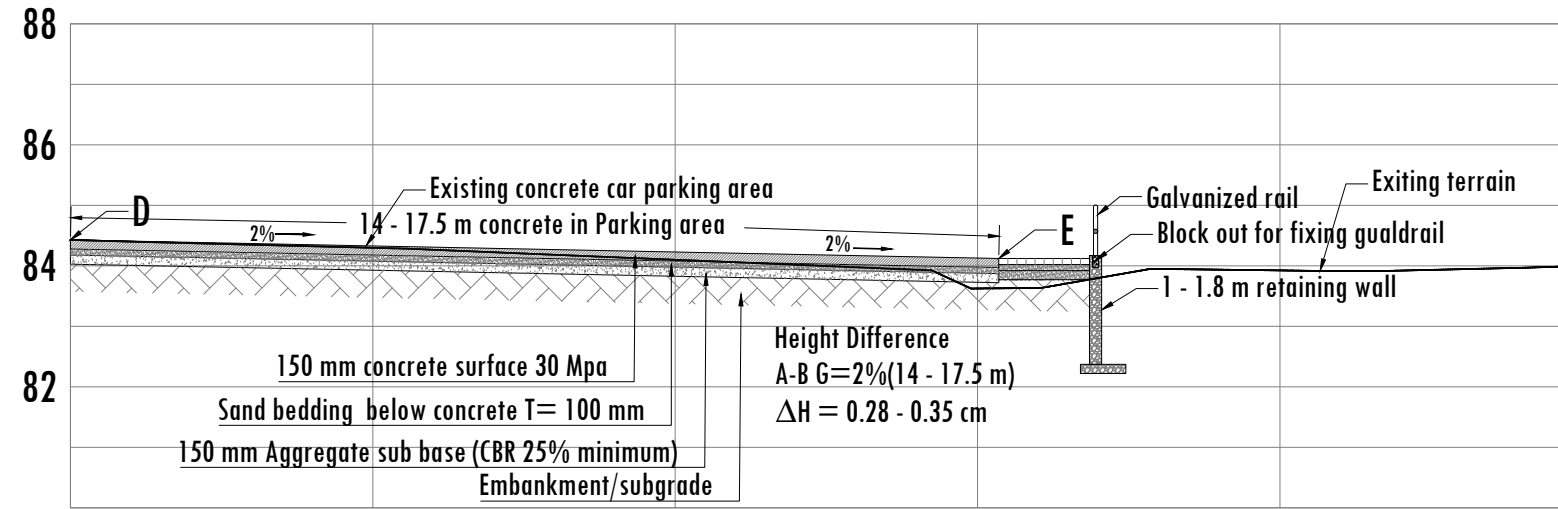 88
86
84
82
D
Existing concrete car parking area
14 - 17.5 m concrete in Parking area
2%
2%
E
Galvanized rail
Block out for fixing gualdrail
Exiting terrain
1 - 1.8 m retaining wall
150 mm concrete surface 30 Mpa
Sand bedding below concrete T= 100 mm
150 mm Aggregate sub base (CBR 25% minimum)
Embankment/subgrade
Height Difference
A-B G=2%(14 - 17.5 m)
ΔH = 0.28 - 0.35 cm